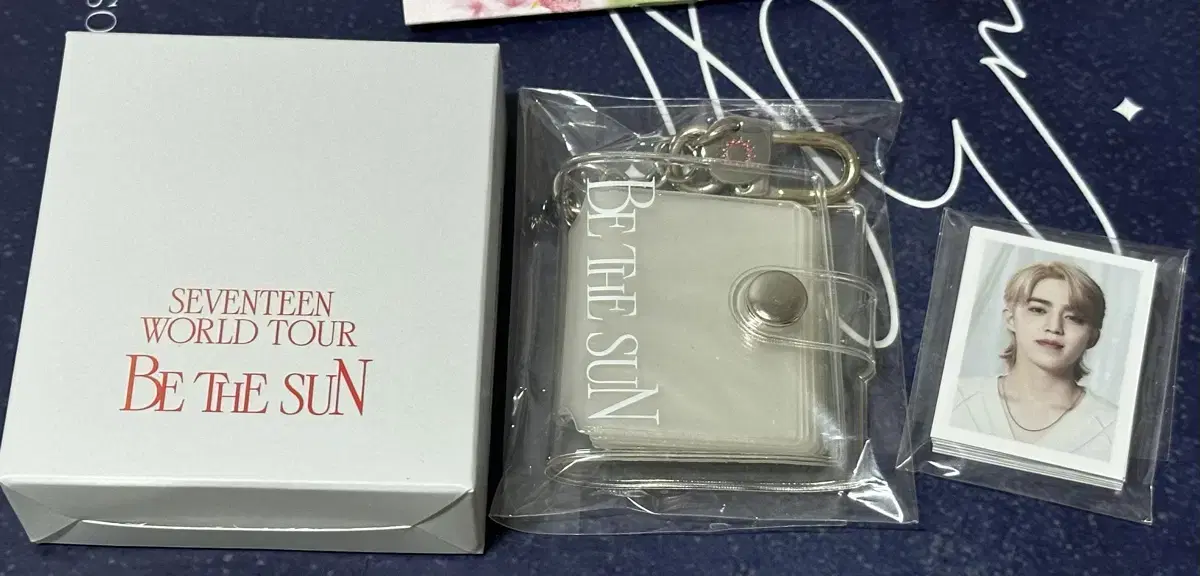 SEVENTEEN
WORLD TOUR
BE THE SUN
BE THE SUN